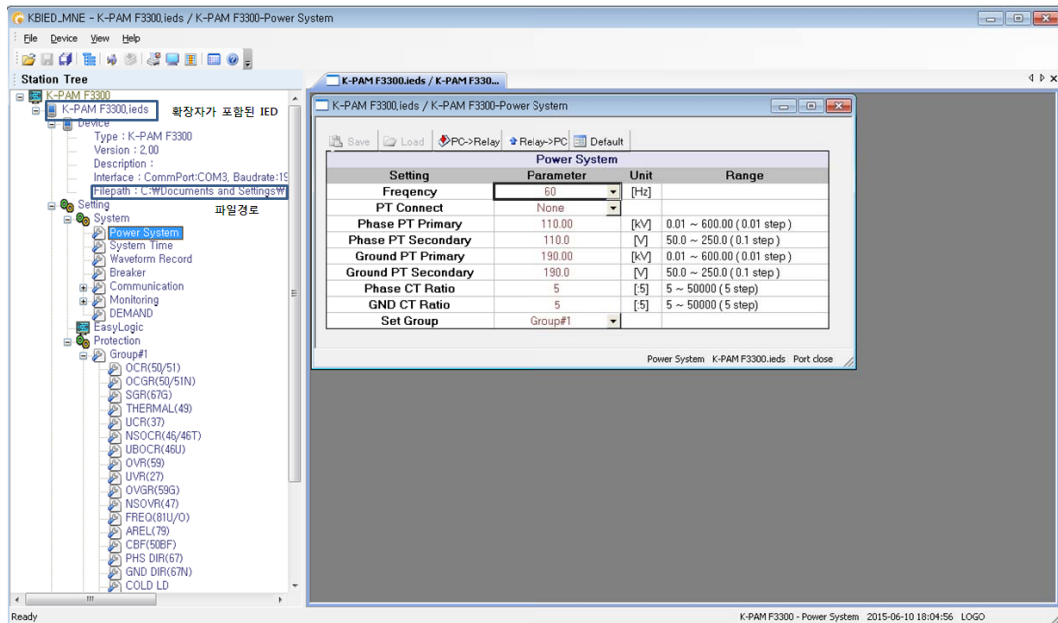 KBIED_MNE - K-PAM F3300,ieds / K-PAM F3300-Power System
File Device View Help
Station Tree
K-PAM F3300
K-PAM F3300,ieds
확장자가 포함된 IED
Device
Type : K-PAM F3300
Version : 2,00
Description :
Interface : CommPort:COM3, Baudrate:19
Filepath : C:₩Documents and Settings₩
파일경로
Setting
System
Power System
System Time
Waveform Record
Breaker
Communication
Monitoring
DEMAND
EasyLogic
Protection
Group#1
OCR(50/51)
OCGR(50/51N)
SGR(67G)
THERMAL(49)
UCR(37)
NSOCR(46/46T)
UBOCR(46U)
OVR(59)
UVR(27)
OVGR(59G)
NSOVR(47)
FREQ(81U/O)
AREL(79)
CBF(50BF)
PHS DIR(67)
GND DIR(67N)
COLD LD
K-PAM F3300.ieds / K-PAM F330...
K-PAM F3300,ieds / K-PAM F3300-Power System
Save Load PC->Relay Relay->PC Default
Power System
Setting Parameter Unit Range
Freqency 60 [Hz]
PT Connect None
Phase PT Primary 110.00 [kV] 0.01 ~ 600.00 ( 0.01 step )
Phase PT Secondary 110.0 [V] 50.0 ~ 250.0 ( 0.1 step )
Ground PT Primary 190.00 [kV] 0.01 ~ 600.00 ( 0.01 step )
Ground PT Secondary 190.0 [V] 50.0 ~ 250.0 ( 0.1 step )
Phase CT Ratio 5 [:5] 5 ~ 50000 ( 5 step)
GND CT Ratio 5 [:5] 5 ~ 50000 ( 5 step)
Set Group Group#1
Power System K-PAM F3300.ieds Port close
Ready
K-PAM F3300 - Power System 2015-06-10 18:04:56 LOGO